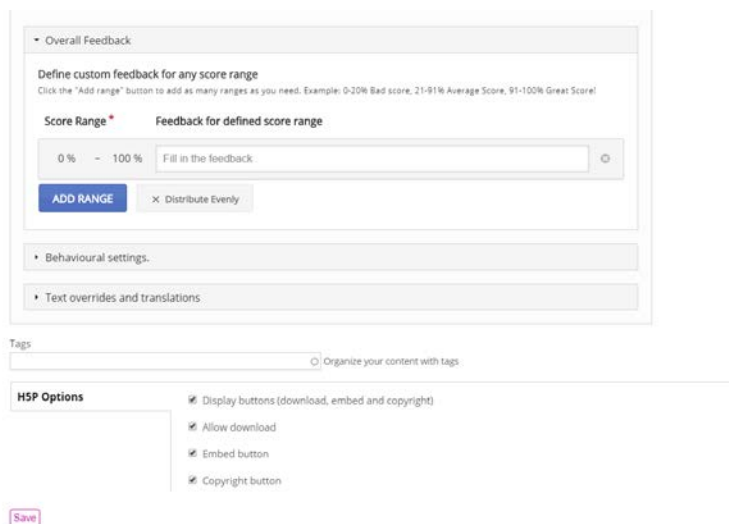 Overall Feedback
Define custom feedback for any score range
Click the "Add range" button to add as many ranges as you need. Example: 0-20% Bad score, 21-91% Average Score, 91-100% Great Score!
Score Range * Feedback for defined score range
0 % - 100 % Fill in the feedback
ADD RANGE × Distribute Evenly
Behavioural settings.
Text overrides and translations
Tags
Organize your content with tags
H5P Options Display buttons (download, embed and copyright)
Allow download
Embed button
Copyright button
Save